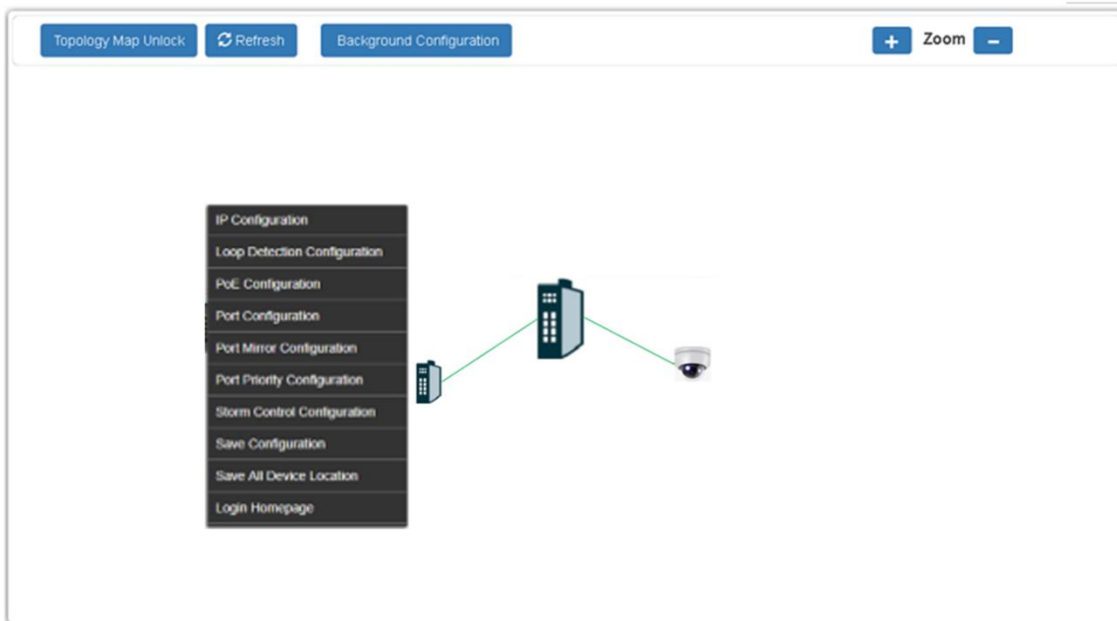 Topology Map Unlock
Refresh
Background Configuration
+ Zoom −
IP Configuration
Loop Detection Configuration
PoE Configuration
Port Configuration
Port Mirror Configuration
Port Priority Configuration
Storm Control Configuration
Save Configuration
Save All Device Location
Login Homepage